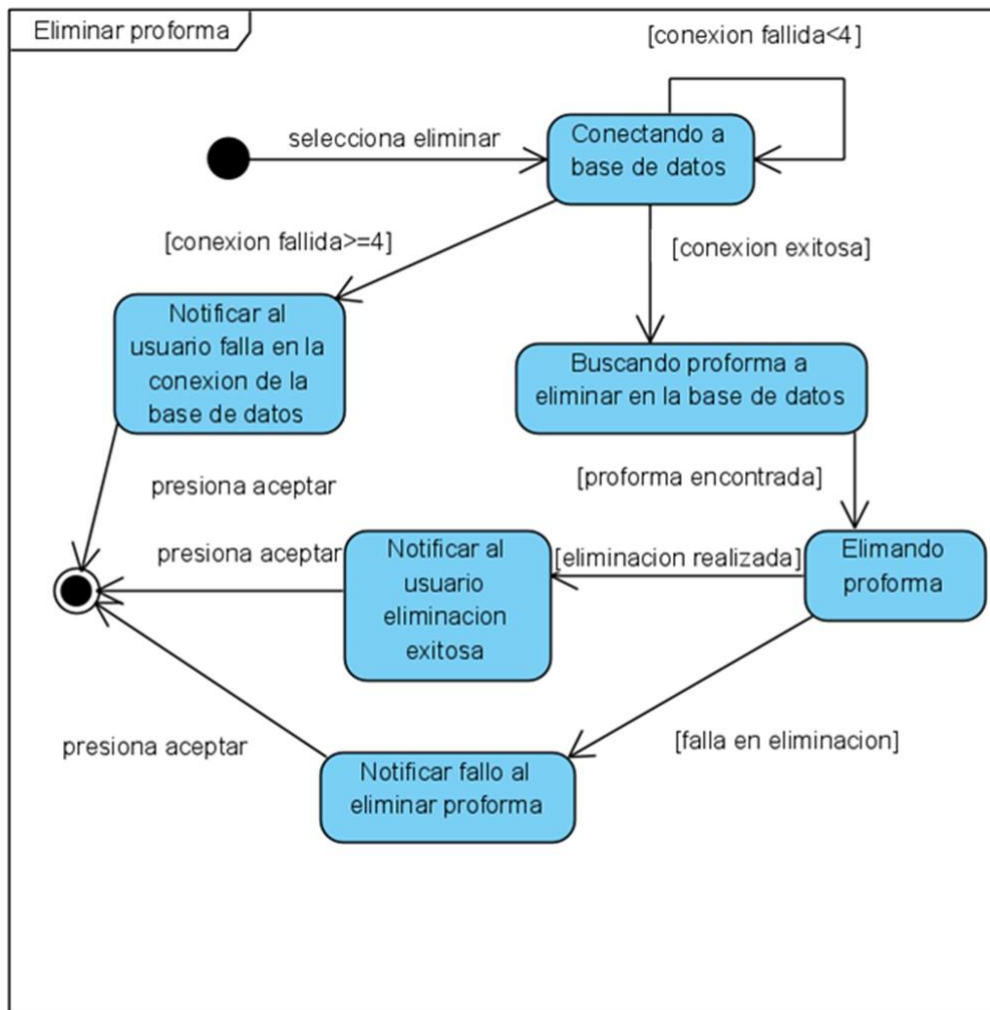 Eliminar proforma
[conexion fallida<4]
selecciona eliminar
Conectando a
base de datos
[conexion fallida>=4]
[conexion exitosa]
Notificar al
usuario falla en la
conexion de la
base de datos
Buscando proforma a
eliminar en la base de datos
presiona aceptar
[proforma encontrada]
presiona aceptar
Notificar al
usuario
eliminacion
exitosa
[eliminacion realizada]
Elimando
proforma
presiona aceptar
[falla en eliminacion]
Notificar fallo al
eliminar proforma